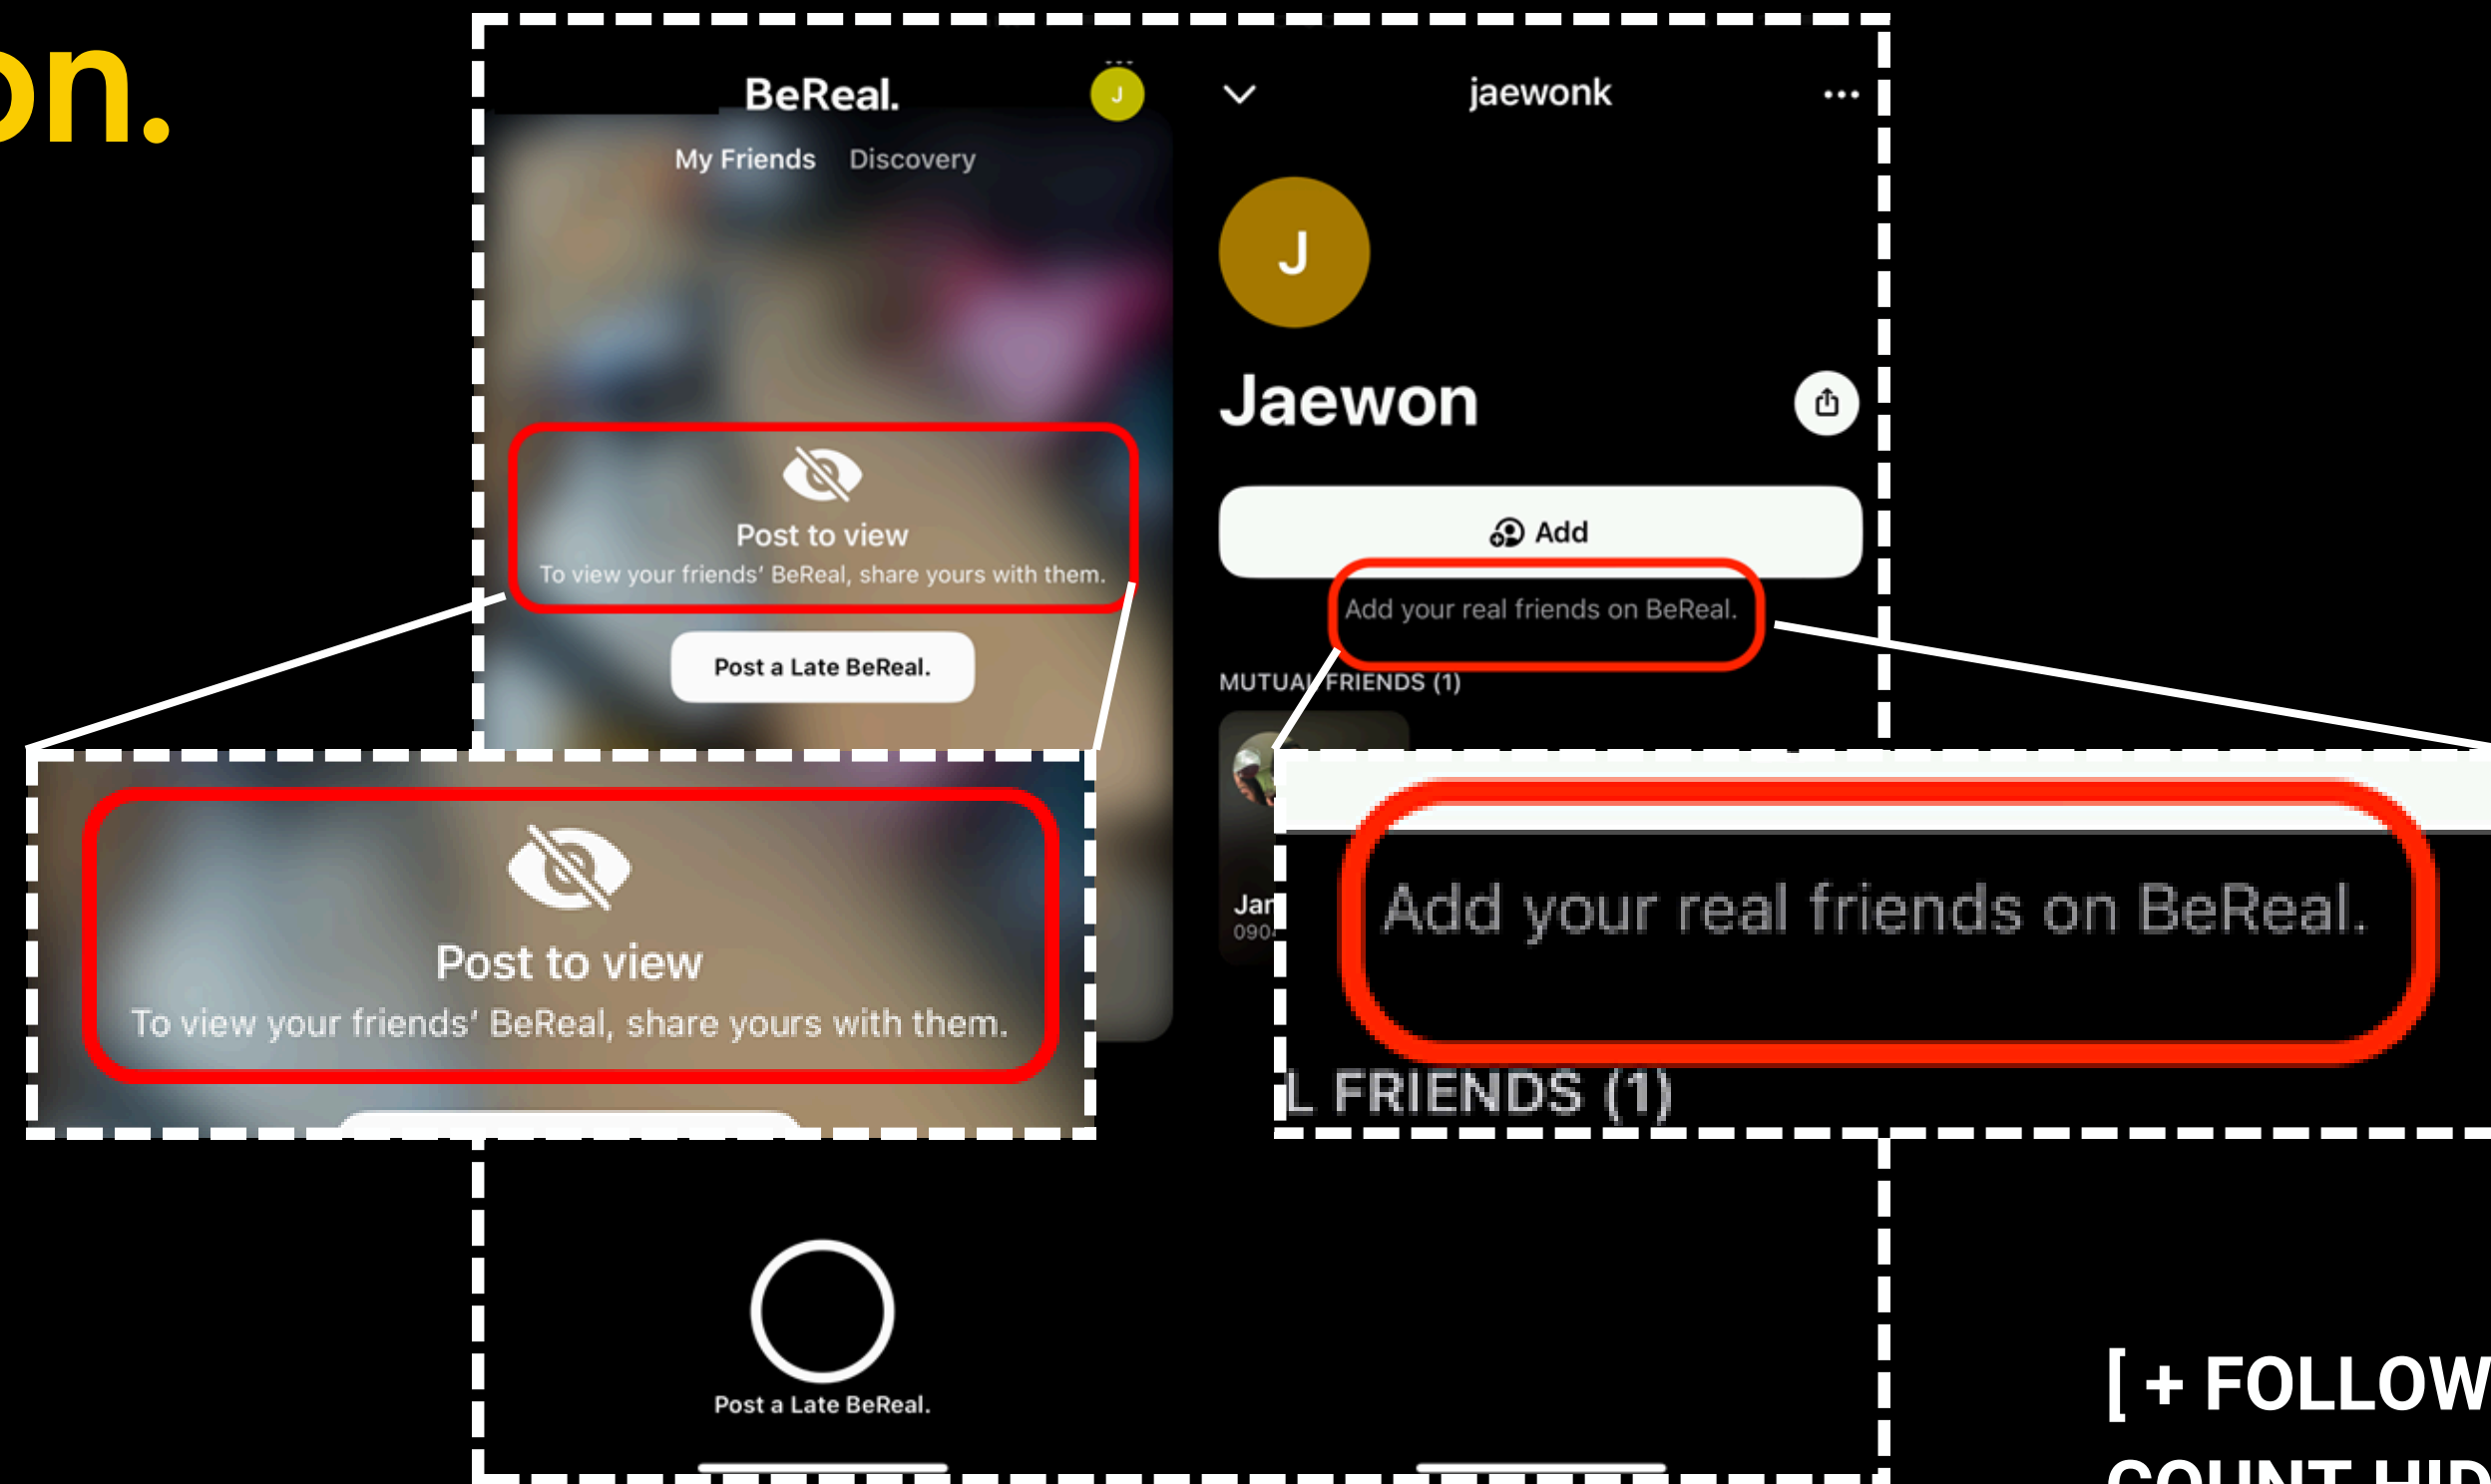 on.
BeReal.
J
My Friends Discovery
Post to view
To view your friends' BeReal, share yours with them.
Post a Late BeReal.
jaewonk
J
Jaewon
Add
Add your real friends on BeReal.
MUTUAL FRIENDS (1)
Post to view
To view your friends' BeReal, share yours with them.
Add your real friends on BeReal.
L FRIENDS (1)
Post a Late BeReal.
[ + FOLLOW
COUNT HID